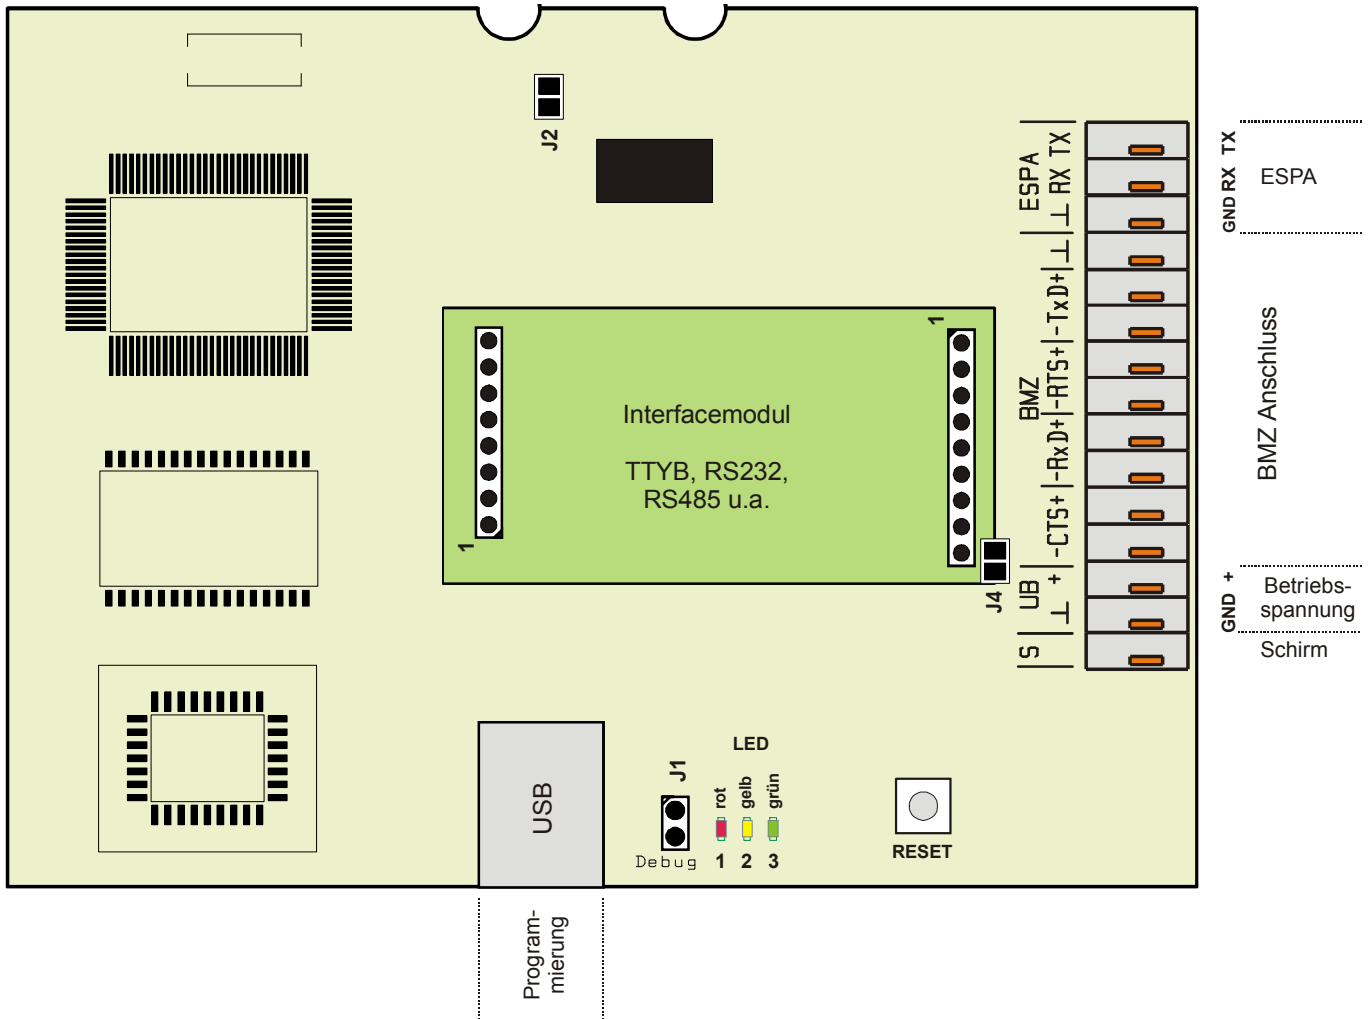 J2
ESPA
⊥ RX TX
GND RX TX
ESPA
BMZ
-CTS+|-RxD+|-RTS+|-TxD+|⊥
BMZ Anschluss
1
1
Interfacemodul
TTYB, RS232,
RS485 u.a.
J4
UB
⊥ +
GND +
Betriebs-
spannung
S
Schirm
USB
Program-
mierung
J1
Debug
LED
rot
gelb
grün
1 2 3
RESET